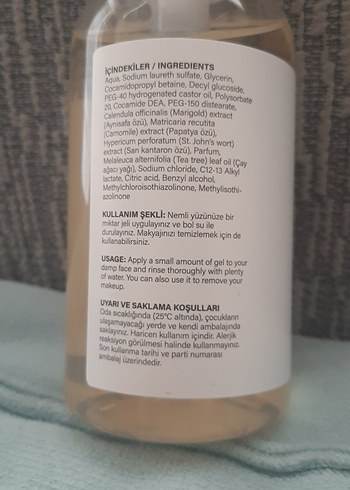 İÇİNDEKİLER / INGREDIENTS
Aqua, Sodium laureth sulfate, Glycerin,
Cocamidopropyl betaine, Decyl glucoside,
PEG-40 hydrogenated castor oil, Polysorbate
20, Cocamide DEA, PEG-150 distearate,
Calendula officinalis (Marigold) extract
(Aynısafa özü), Matricaria recutita
(Camomile) extract (Papatya özü),
Hypericum perforatum (St. John's wort)
extract (San kantaron özü), Parfum,
Melaleuca alternifolia (Tea tree) leaf oil (Çay
ağacı yağı), Sodium chloride, C12-13 Alkyl
lactate, Citric acid, Benzyl alcohol,
Methylchloroisothiazolinone, Methylisothi-
azolinone
KULLANIM ŞEKLİ: Nemli yüzünüze bir
miktar jeli uygulayınız ve bol su ile
durulayınız. Makyajınızı temizlemek için de
kullanabilirsiniz.
USAGE: Apply a small amount of gel to your
damp face and rinse thoroughly with plenty
of water. You can also use it to remove your
makeup.
UYARI VE SAKLAMA KOŞULLARI
Oda sıcaklığında (25°C altında), çocukların
ulaşamayacağı yerde ve kendi ambalajında
saklayınız. Haricen kullanım içindir. Alerjik
reaksiyon görülmesi halinde kullanmayınız.
Son kullanma tarihi ve parti numarası
ambalaj üzerindedir.